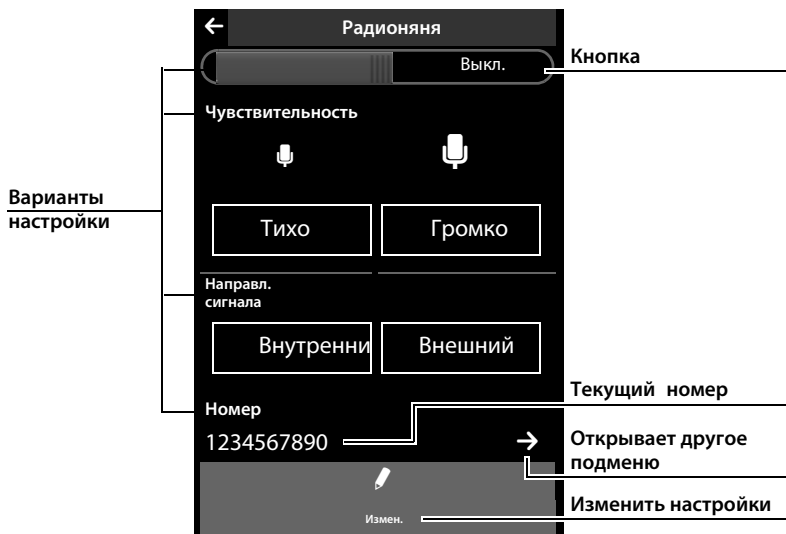 Радионяня
Выкл.
Кнопка
Чувствительность
Варианты
настройки
Тихо
Громко
Направл.
сигнала
Внутренни
Внешний
Номер
Текущий номер
1234567890
Открывает другое
подменю
Измен.
Изменить настройки